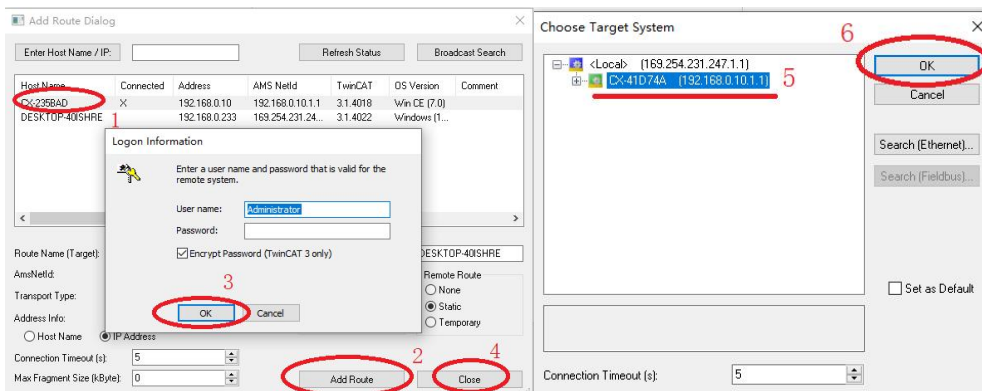 Add Route Dialog
Enter Host Name / IP:
Refresh Status
Broadcast Search
Host Name Connected Address AMS NetId TwinCAT OS Version Comment
CX-235BAD X 192.168.0.10 192.168.0.10.1.1 3.1.4018 Win CE (7.0)
DESKTOP-40ISHRE 192.168.0.233 169.254.231.24... 3.1.4022 Windows (1...
1
Logon Information
Enter a user name and password that is valid for the
remote system.
User name: Administrator
Password:
Encrypt Password (TwinCAT 3 only)
3
OK Cancel
Route Name (Target): DESKTOP-40ISHRE
AmsNetId:
Transport Type:
Address Info:
Host Name IP Address
Remote Route
None
Static
Temporary
Connection Timeout (s): 5
2
4
Max Fragment Size (kByte): 0
Add Route
Close
Choose Target System
6
<Local> (169.254.231.247.1.1)
CX-41D74A (192.168.0.10.1.1)
5
OK
Cancel
Search (Ethernet)...
Search (Fieldbus)...
Set as Default
Connection Timeout (s): 5